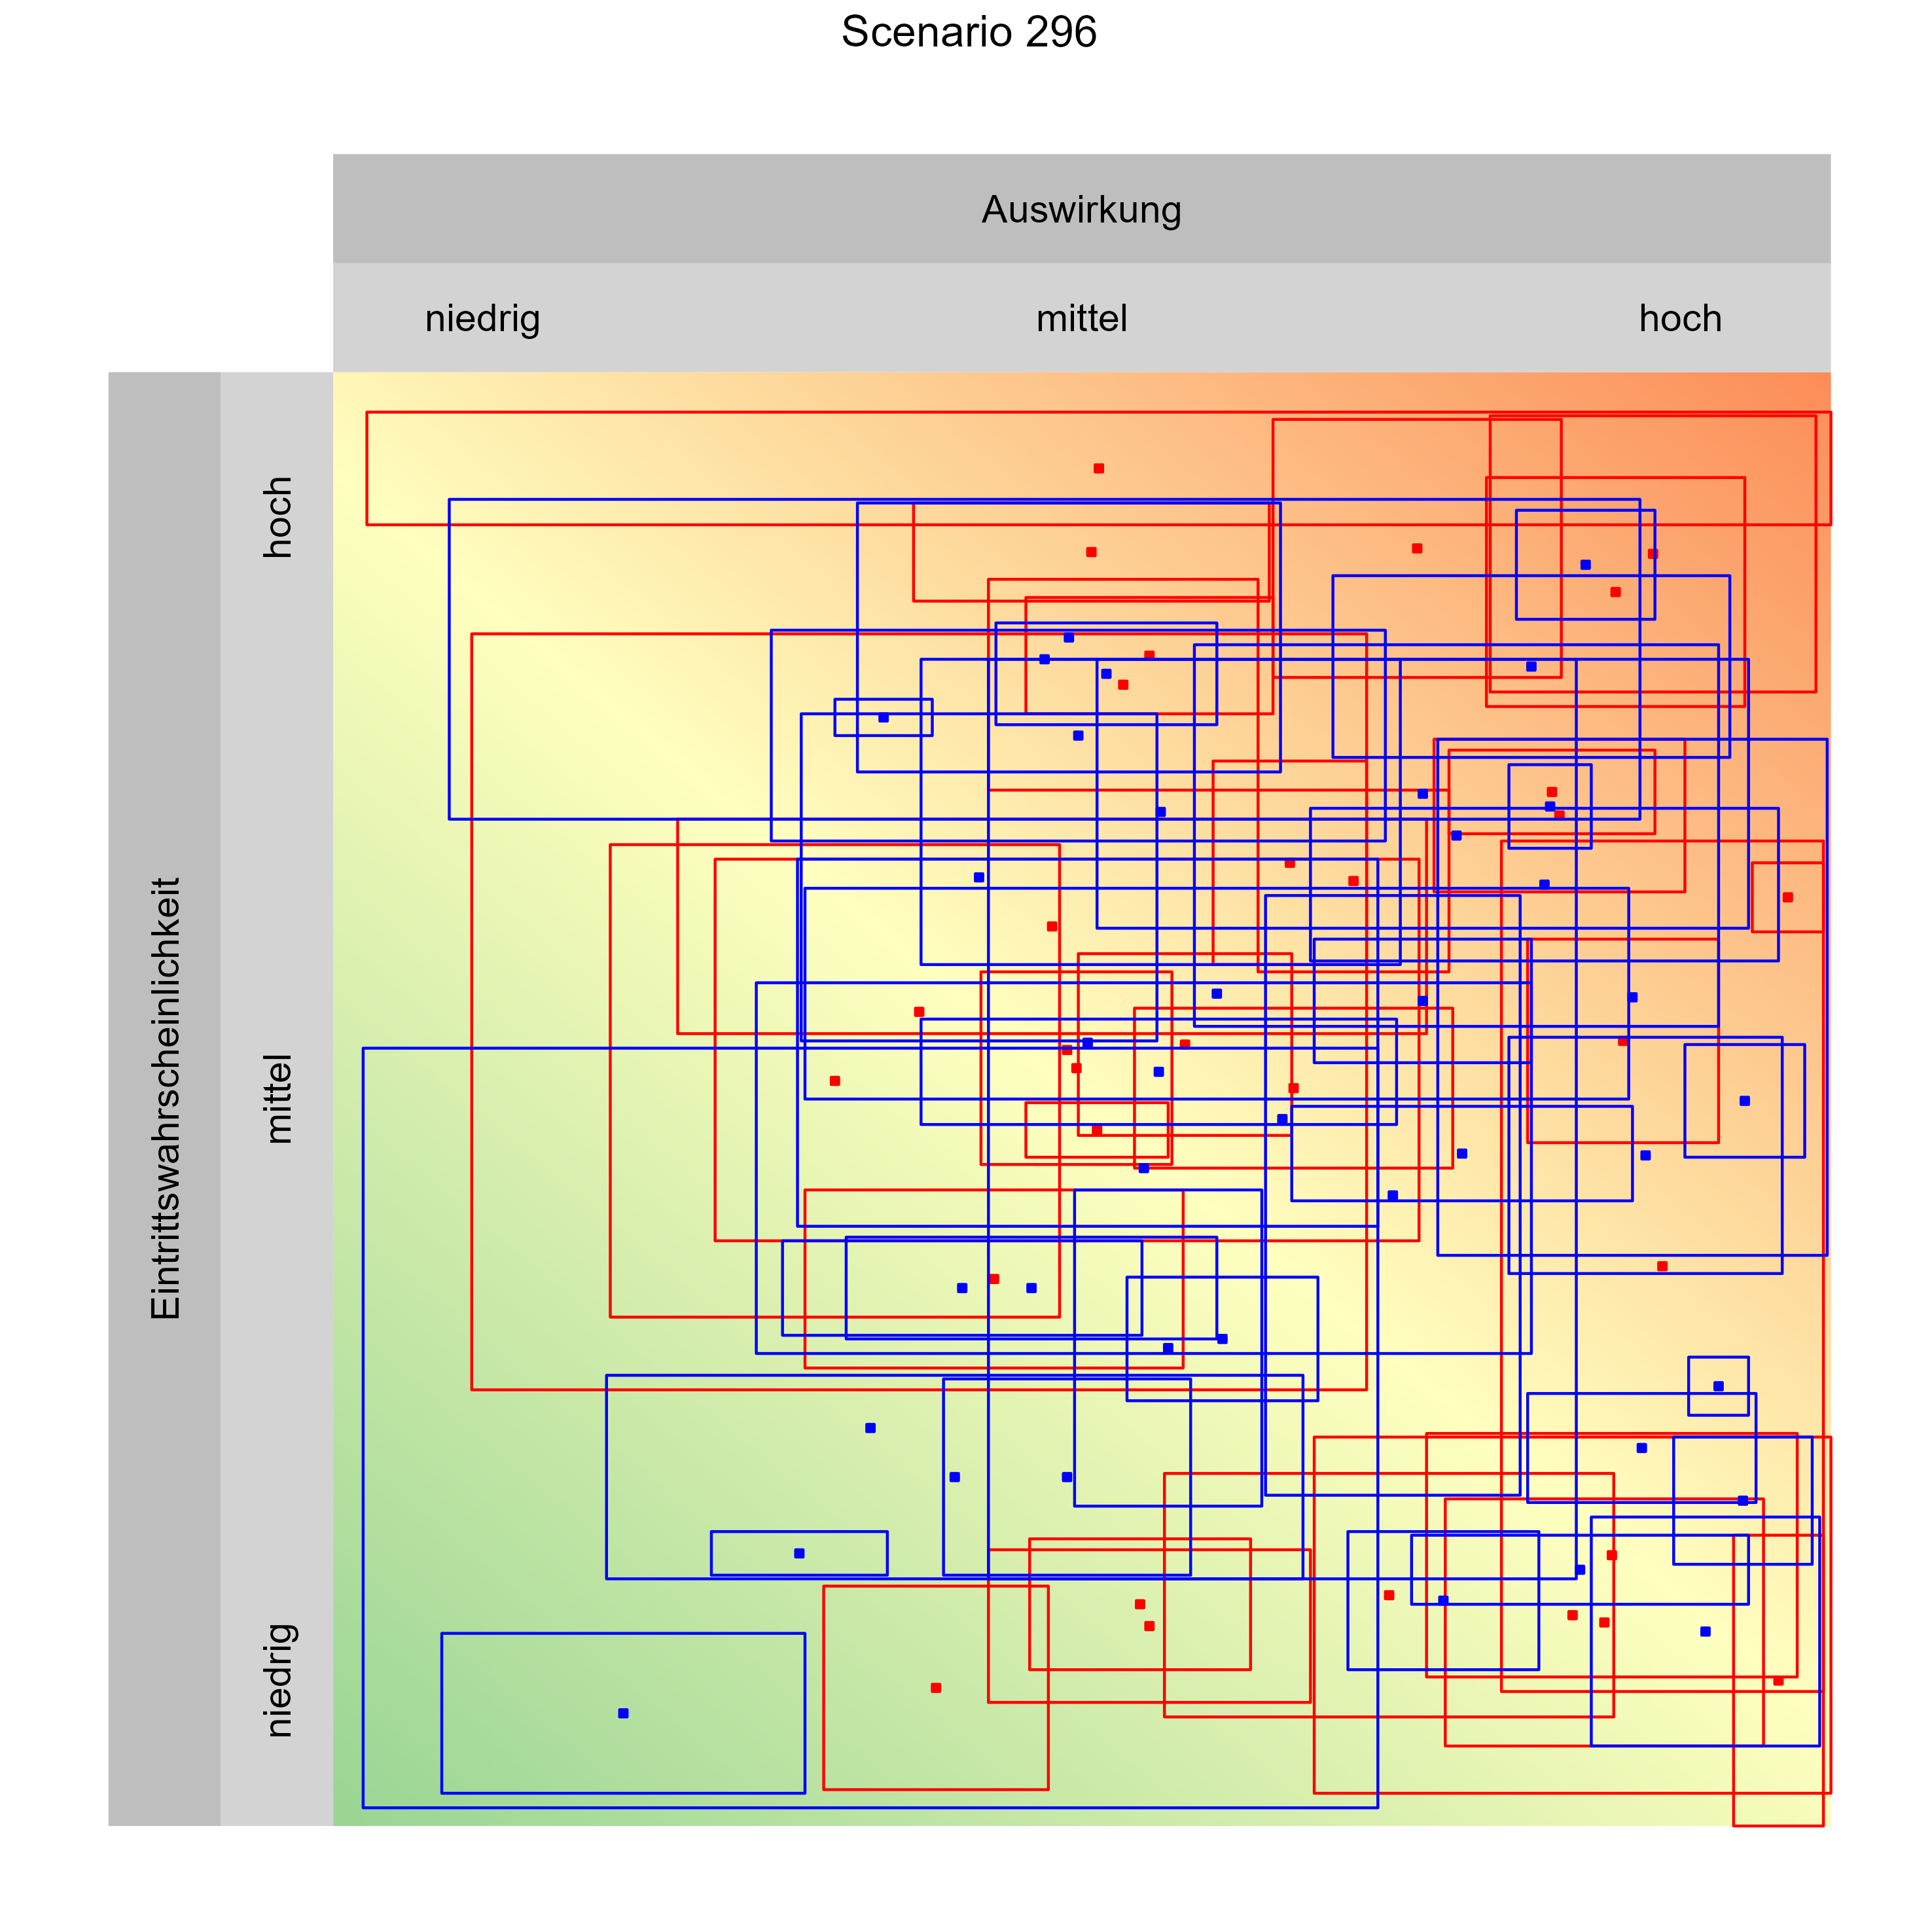 Scenario 296
Auswirkung
niedrig mittel hoch
Eintrittswahrscheinlichkeit
hoch
mittel
niedrig